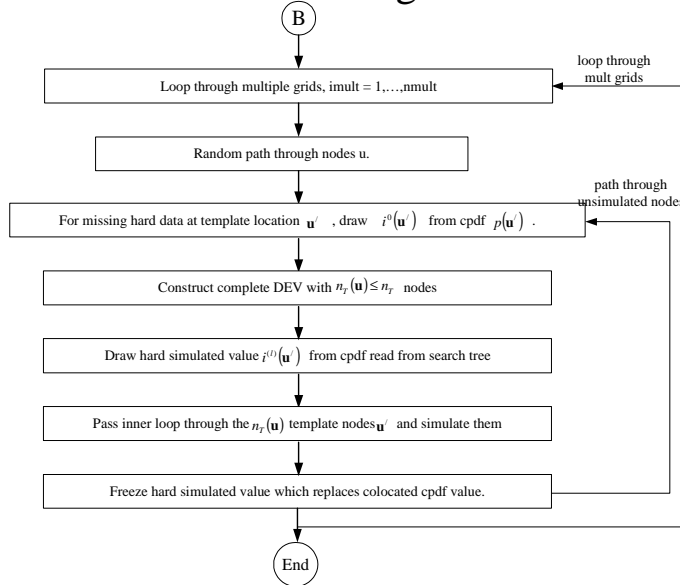 B
loop through
mult grids
Loop through multiple grids, imult = 1,…,nmult
Random path through nodes u.
path through
unsimulated nodes
For missing hard data at template location u′ , draw i⁰(u′) from cpdf p(u′) .
Construct complete DEV with n_T(u) ≤ n_T nodes
Draw hard simulated value i^(l)(u′) from cpdf read from search tree
Pass inner loop through the n_T(u) template nodes u′ and simulate them
Freeze hard simulated value which replaces colocated cpdf value.
End